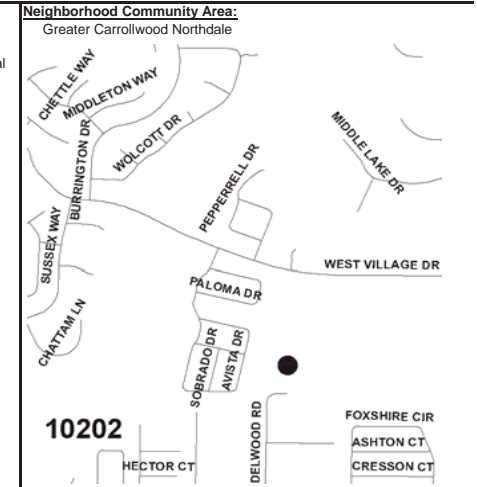 Neighborhood Community Area:
Greater Carrollwood Northdale
al
CHETTLE WAY
MIDDLETON WAY
WOLCOTT DR
BURRINGTON DR
MIDDLE LAKE DR
PEPPERRELL DR
SUSSEX WAY
WEST VILLAGE DR
PALOMA DR
CHATTAM LN
SOBRADO DR
AVISTA DR
10202
DELWOOD RD
FOXSHIRE CIR
ASHTON CT
HECTOR CT
CRESSON CT